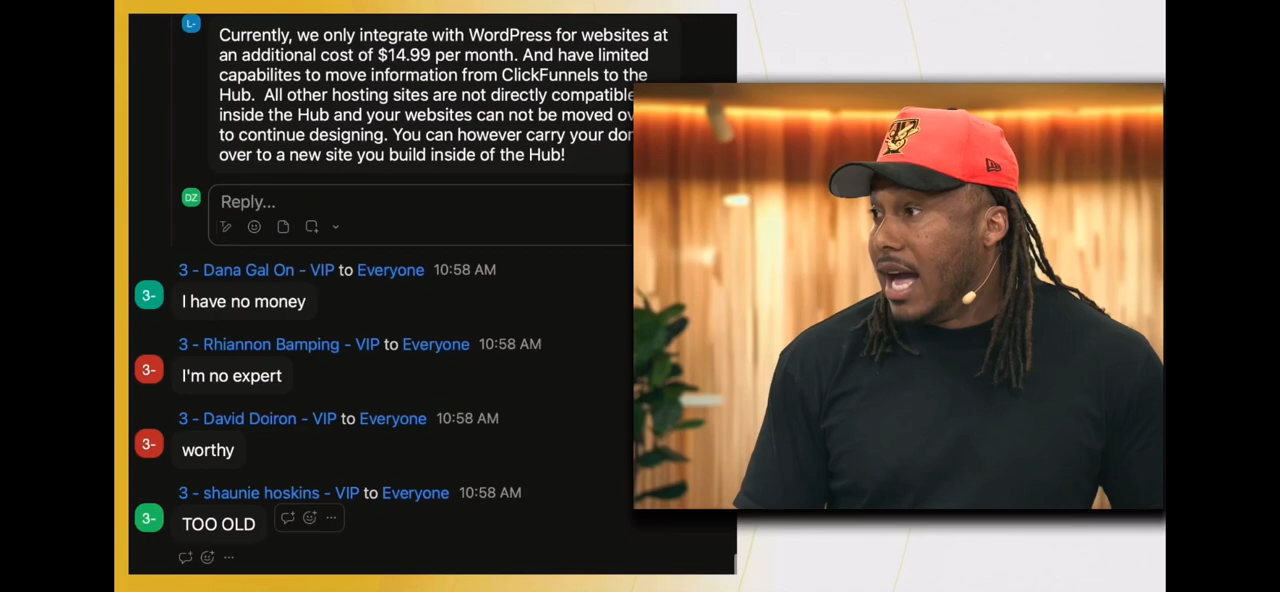 L-
Currently, we only integrate with WordPress for websites at
an additional cost of $14.99 per month. And have limited
capabilites to move information from ClickFunnels to the
Hub. All other hosting sites are not directly compatible
inside the Hub and your websites can not be moved
to continue designing. You can however carry your
over to a new site you build inside of the Hub!
DZ
Reply...
3 - Dana Gal On - VIP to Everyone 10:58 AM
3-
I have no money
3 - Rhiannon Bamping - VIP to Everyone 10:58 AM
3-
I'm no expert
3 - David Doiron - VIP to Everyone 10:58 AM
3-
worthy
3 - shaunie hoskins - VIP to Everyone 10:58 AM
3-
TOO OLD